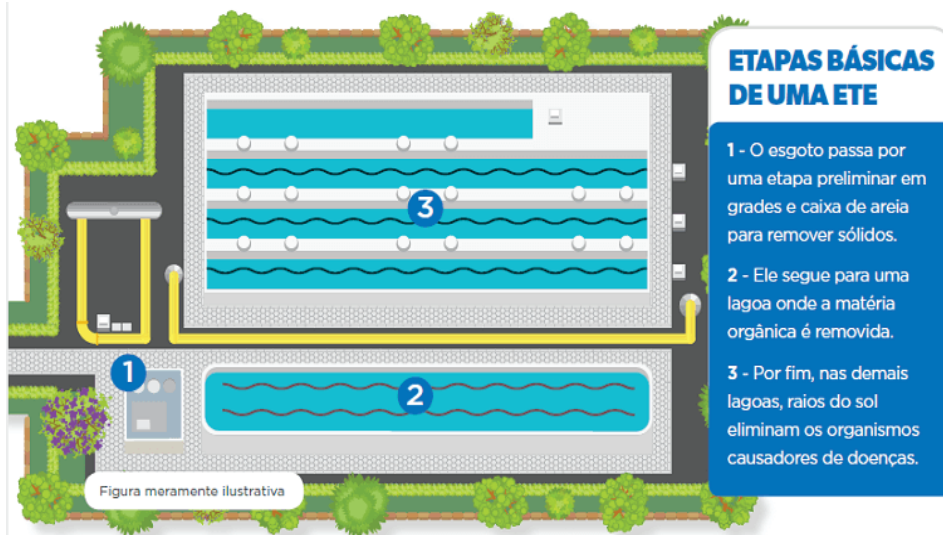 ETAPAS BÁSICAS
DE UMA ETE
1 - O esgoto passa por
uma etapa preliminar em
grades e caixa de areia
para remover sólidos.
2 - Ele segue para uma
lagoa onde a matéria
orgânica é removida.
3 - Por fim, nas demais
lagoas, raios do sol
eliminam os organismos
causadores de doenças.
3
1
2
Figura meramente ilustrativa